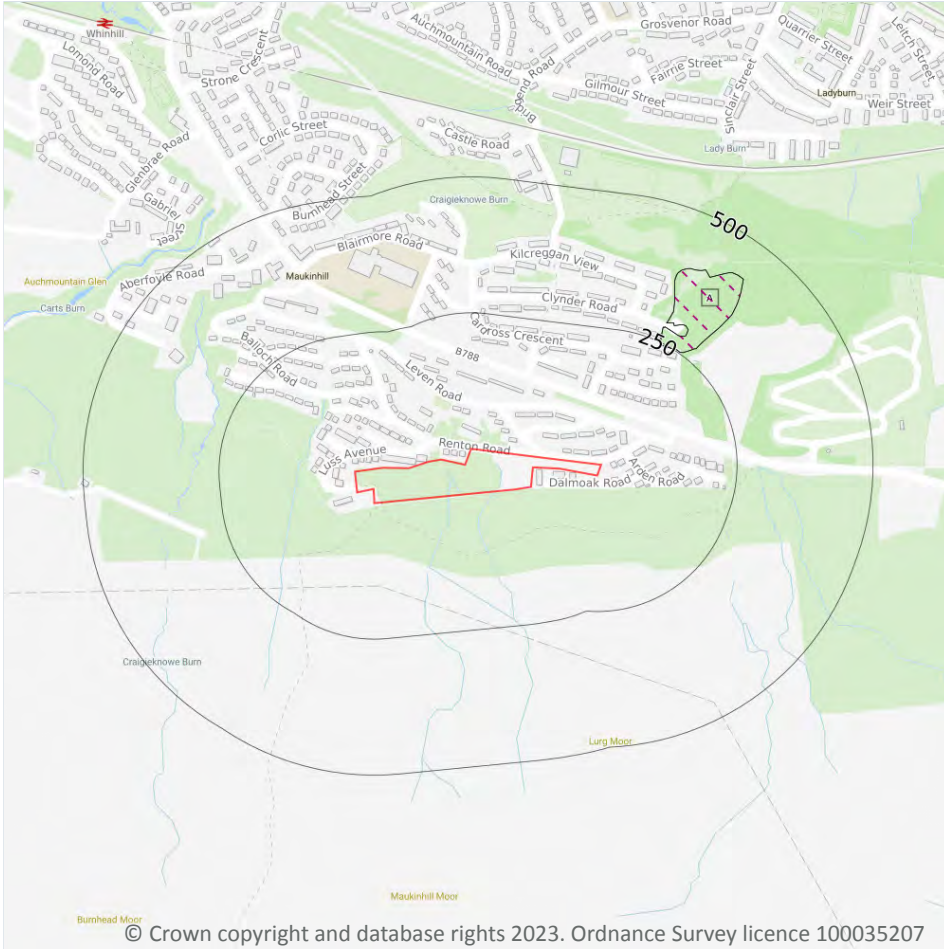 Whinhill
Lomond Road
Strone Crescent
Auchmountain Road
Grosvenor Road
Quarrier Street
Leitch Street
Bridgend Road
Fairrie Street
Gilmour Street
Sinclair Street
Ladyburn
Weir Street
Corlic Street
Castle Road
Lady Burn
Glenbrae Road
Bumhead Street
Gabriel Street
Craigieknowe Burn
500
Blairmore Road
Kilcreggan View
Aberfoyle Road
Maukinhill
Auchmountain Glen
Carts Burn
Clynder Road
A
Cardross Crescent
250
B788
Balloch Road
Leven Road
Renton Road
Luss Avenue
Arden Road
Dalmoak Road
Craigieknowe Burn
Lurg Moor
Maukinhill Moor
Burnhead Moor
© Crown copyright and database rights 2023. Ordnance Survey licence 100035207